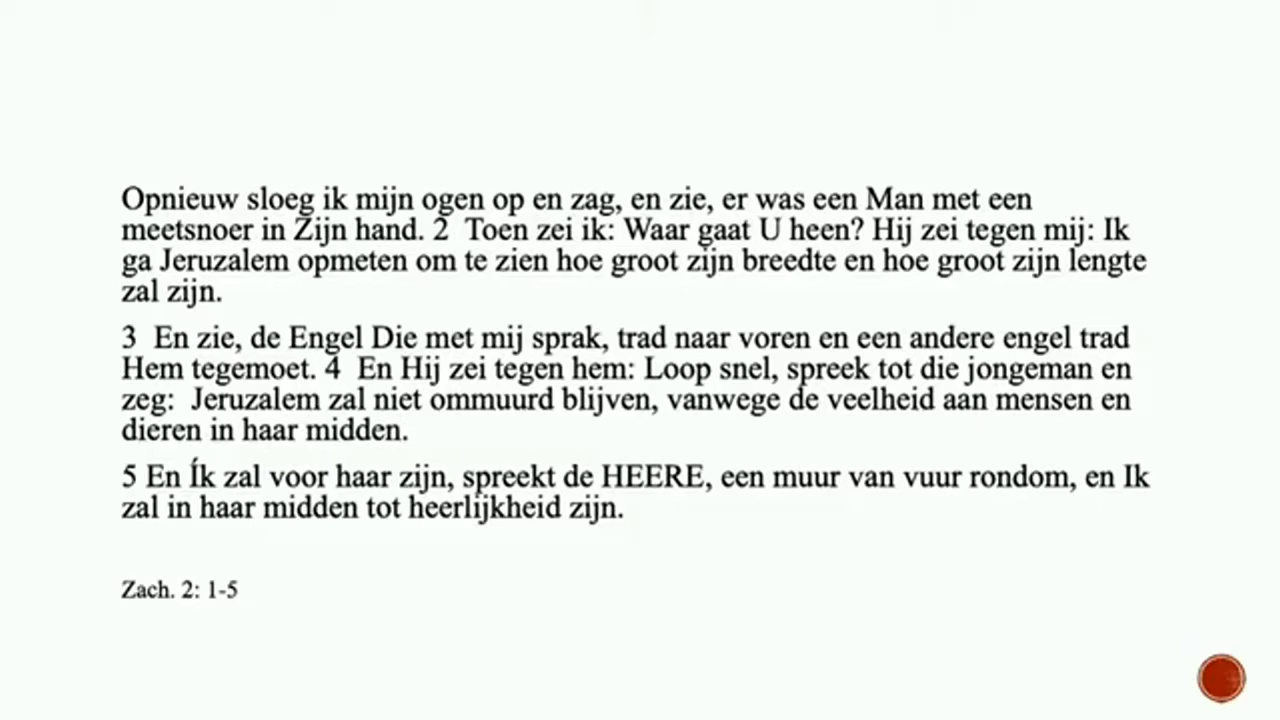 Opnieuw sloeg ik mijn ogen op en zag, en zie, er was een Man met een
meetsnoer in Zijn hand. 2  Toen zei ik: Waar gaat U heen? Hij zei tegen mij: Ik
ga Jeruzalem opmeten om te zien hoe groot zijn breedte en hoe groot zijn lengte
zal zijn.
3  En zie, de Engel Die met mij sprak, trad naar voren en een andere engel trad
Hem tegemoet. 4  En Hij zei tegen hem: Loop snel, spreek tot die jongeman en
zeg:  Jeruzalem zal niet ommuurd blijven, vanwege de veelheid aan mensen en
dieren in haar midden.
5 En Ík zal voor haar zijn, spreekt de HEERE, een muur van vuur rondom, en Ik
zal in haar midden tot heerlijkheid zijn.
Zach. 2: 1-5